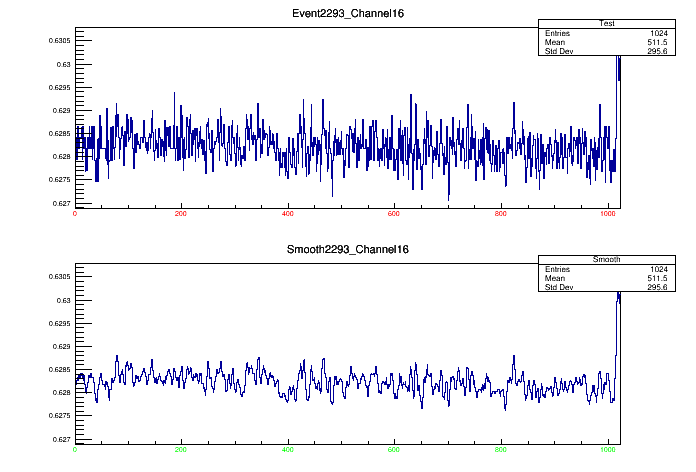 Event2293_Channel16
Test
Entries 1024
Mean 511.5
Std Dev 295.6
0.6305
0.63
0.6295
0.629
0.6285
0.628
0.6275
0.627
0 200 400 600 800 1000
Smooth2293_Channel16
Smooth
Entries 1024
Mean 511.5
Std Dev 295.6
0.6305
0.63
0.6295
0.629
0.6285
0.628
0.6275
0.627
0 200 400 600 800 1000